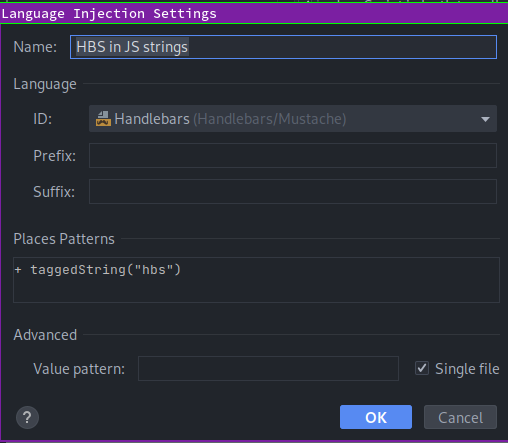 Language Injection Settings
Name: HBS in JS strings
Language
ID: Handlebars (Handlebars/Mustache)
Prefix:
Suffix:
Places Patterns
+ taggedString("hbs")
Advanced
Value pattern: Single file
? OK Cancel